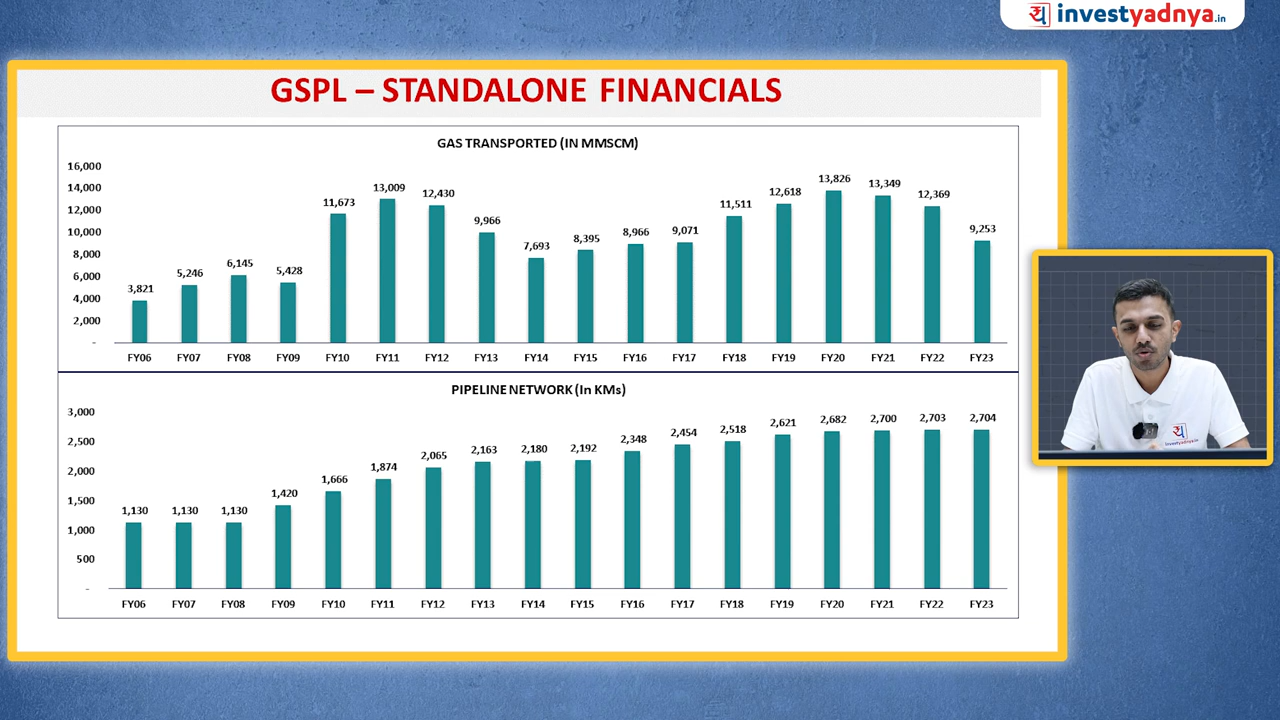 investyadnya.in
GSPL – STANDALONE FINANCIALS
GAS TRANSPORTED (IN MMSCM)
16,000
14,000
12,000
10,000
8,000
6,000
4,000
2,000
-
3,821 5,246 6,145 5,428 11,673 13,009 12,430 9,966 7,693 8,395 8,966 9,071 11,511 12,618 13,826 13,349 12,369 9,253
FY06 FY07 FY08 FY09 FY10 FY11 FY12 FY13 FY14 FY15 FY16 FY17 FY18 FY19 FY20 FY21 FY22 FY23
PIPELINE NETWORK (In KMs)
3,000
2,500
2,000
1,500
1,000
500
-
1,130 1,130 1,130 1,420 1,666 1,874 2,065 2,163 2,180 2,192 2,348 2,454 2,518 2,621 2,682 2,700 2,703 2,704
FY06 FY07 FY08 FY09 FY10 FY11 FY12 FY13 FY14 FY15 FY16 FY17 FY18 FY19 FY20 FY21 FY22 FY23
investyadnya.in